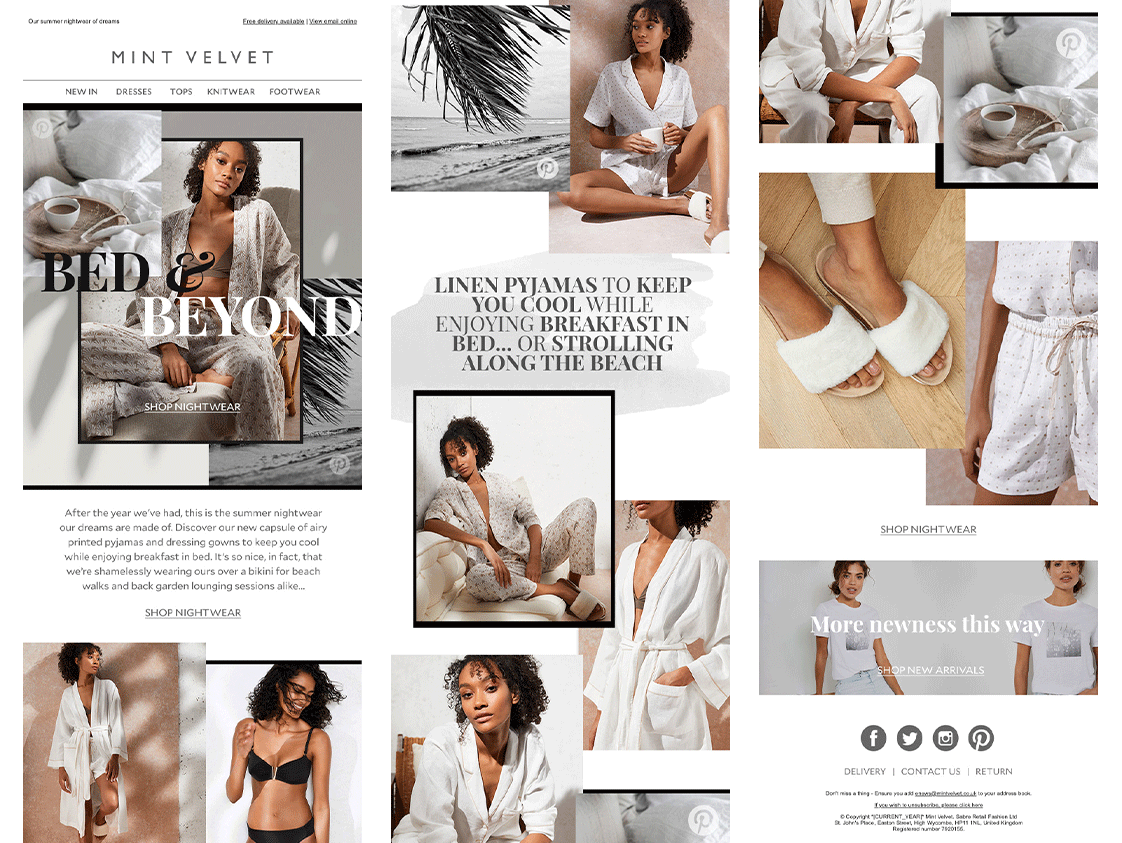 Our summer nightwear of dreams
Free delivery available | View email online
MINT VELVET
NEW IN DRESSES TOPS KNITWEAR FOOTWEAR
BED &
BEYOND
SHOP NIGHTWEAR
After the year we've had, this is the summer nightwear
our dreams are made of. Discover our new capsule of airy
printed pyjamas and dressing gowns to keep you cool
while enjoying breakfast in bed. It's so nice, in fact, that
we're shamelessly wearing ours over a bikini for beach
walks and back garden lounging sessions alike...
SHOP NIGHTWEAR
LINEN PYJAMAS TO KEEP
YOU COOL WHILE
ENJOYING BREAKFAST IN
BED... OR STROLLING
ALONG THE BEACH
SHOP NIGHTWEAR
More newness this way
SHOP NEW ARRIVALS
DELIVERY | CONTACT US | RETURN
Don't miss a thing - Ensure you add enews@mintvelvet.co.uk to your address book.
If you wish to unsubscribe, please click here
© Copyright *|CURRENT_YEAR|* Mint Velvet, Sabre Retail Fashion Ltd
St. John's Place, Easton Street, High Wycombe, HP11 1NL, United Kingdom
Registered number 7920155.